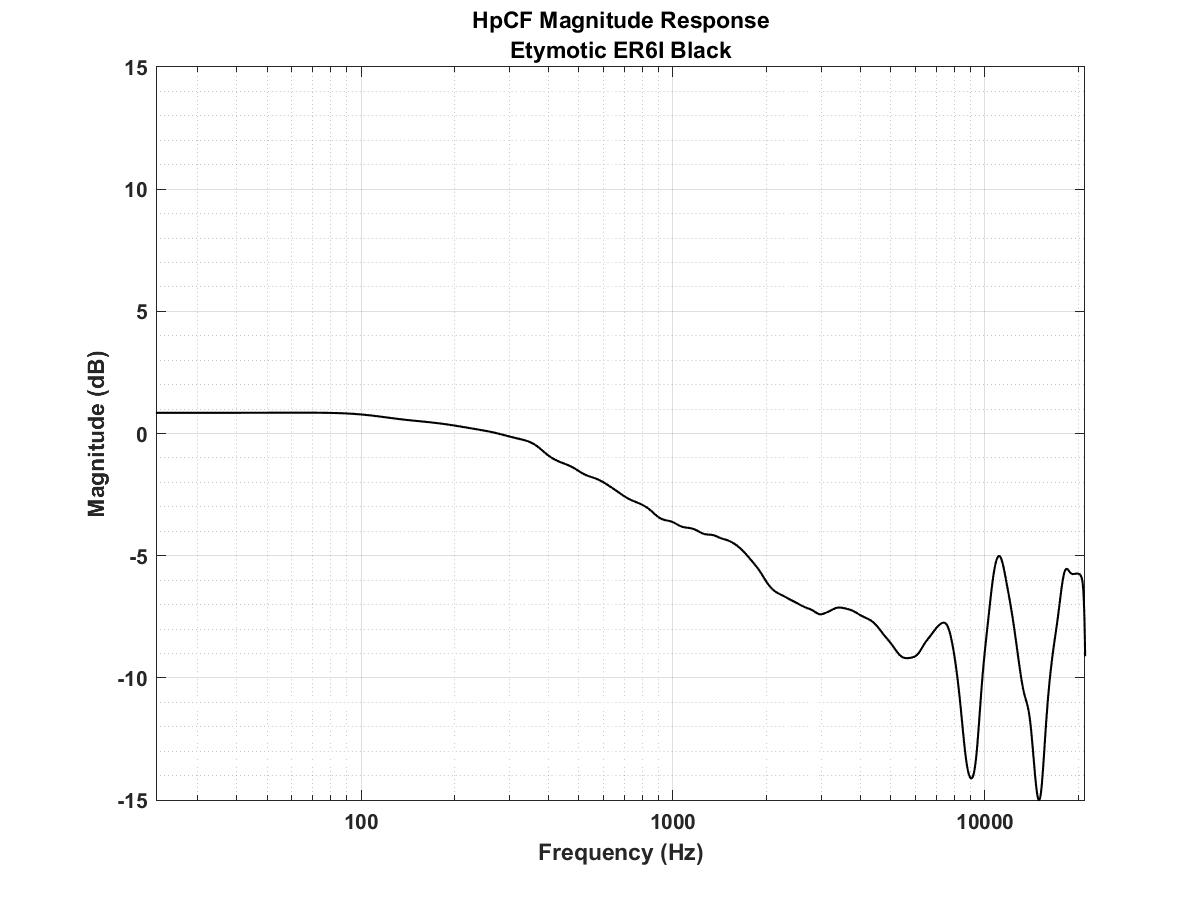 HpCF Magnitude Response
Etymotic ER6I Black
15
10
5
0
-5
-10
-15
Magnitude (dB)
100
1000
10000
Frequency (Hz)